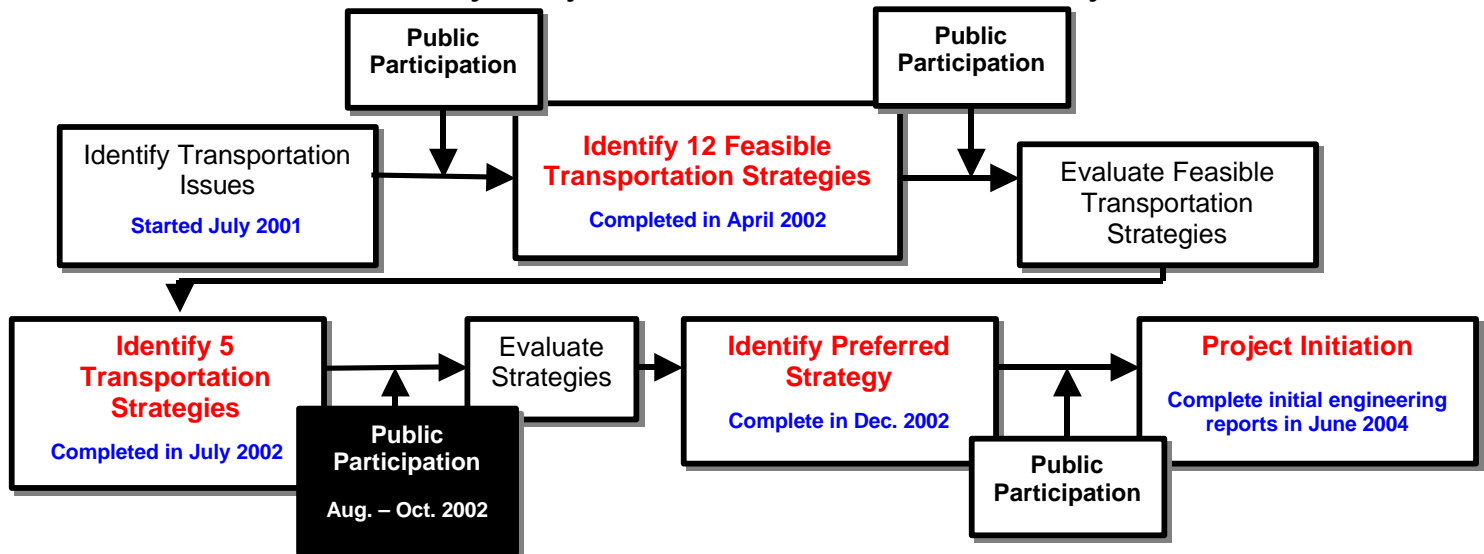 Public
Participation
Public
Participation
Identify Transportation
Issues
Started July 2001
Identify 12 Feasible
Transportation Strategies
Completed in April 2002
Evaluate Feasible
Transportation
Strategies
Identify 5
Transportation
Strategies
Completed in July 2002
Public
Participation
Aug. – Oct. 2002
Evaluate
Strategies
Identify Preferred
Strategy
Complete in Dec. 2002
Public
Participation
Project Initiation
Complete initial engineering
reports in June 2004